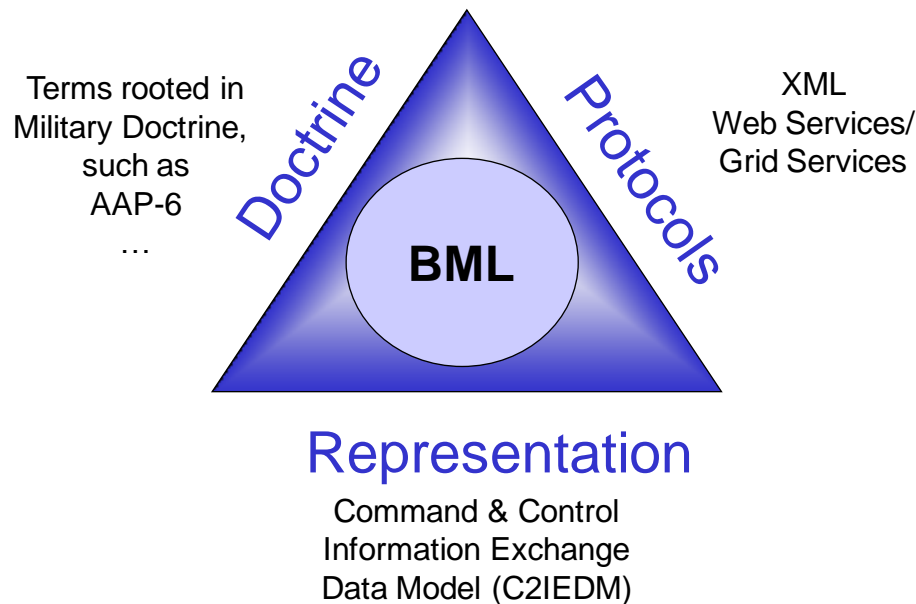 Terms rooted in
Military Doctrine,
such as
AAP-6
…
Doctrine
Protocols
XML
Web Services/
Grid Services
BML
Representation
Command & Control
Information Exchange
Data Model (C2IEDM)